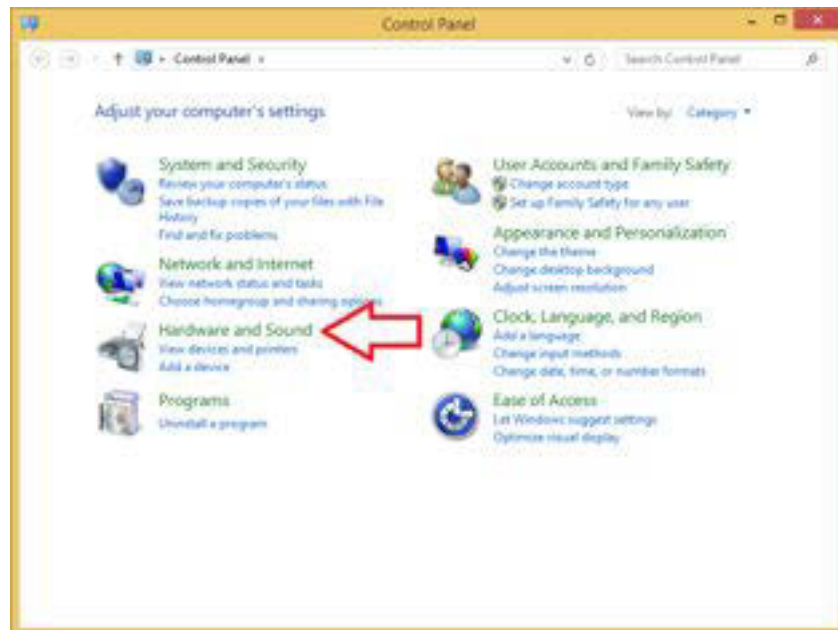 Control Panel
Control Panel
Search Control Panel
Adjust your computer's settings
View by: Category
System and Security
Review your computer's status
Save backup copies of your files with File
History
Find and fix problems
Network and Internet
View network status and tasks
Choose homegroup and sharing options
Hardware and Sound
View devices and printers
Add a device
Programs
Uninstall a program
User Accounts and Family Safety
Change account type
Set up Family Safety for any user
Appearance and Personalization
Change the theme
Change desktop background
Adjust screen resolution
Clock, Language, and Region
Add a language
Change input methods
Change date, time, or number formats
Ease of Access
Let Windows suggest settings
Optimize visual display